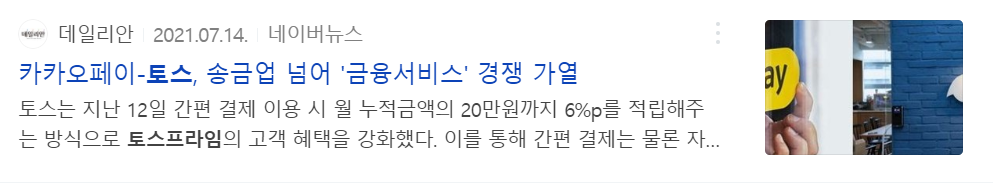 데일리안
데일리안 2021.07.14. 네이버뉴스
카카오페이-토스, 송금업 넘어 '금융서비스' 경쟁 가열
토스는 지난 12일 간편 결제 이용 시 월 누적금액의 20만원까지 6%p를 적립해주
는 방식으로 토스프라임의 고객 혜택을 강화했다. 이를 통해 간편 결제는 물론 자...
ay